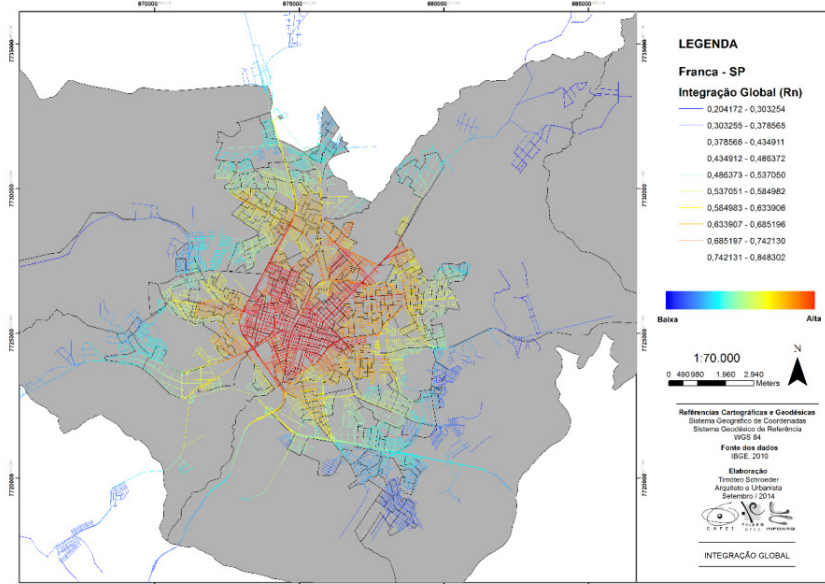 870000
875000
880000
885000
7735000
7735000
7730000
7730000
7725000
7725000
7720000
7720000
LEGENDA
Franca - SP
Integração Global (Rn)
0,204172 - 0,303254
0,303255 - 0,378565
0,378566 - 0,434911
0,434912 - 0,486372
0,486373 - 0,537050
0,537051 - 0,584982
0,584983 - 0,633906
0,633907 - 0,685196
0,685197 - 0,742130
0,742131 - 0,848302
Baixa
Alta
1:70.000
N
0 490 980 1.960 2.940
Meters
Referências Cartográficas e Geodésicas
Sistema Geográfico de Coordenadas
Sistema Geodésico de Referência
WGS 84
Fonte dos dados
IBGE, 2010
Elaboração
Timóteo Schroeder
Arquiteto e Urbanista
Setembro / 2014
INTEGRAÇÃO GLOBAL